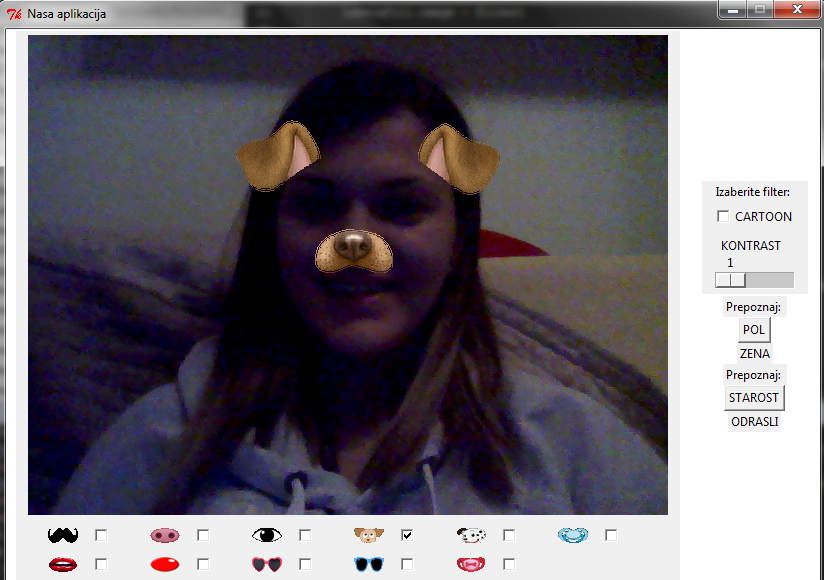 Nasa aplikacija
Izaberite filter:
CARTOON
KONTRAST
1
Prepoznaj:
POL
ZENA
Prepoznaj:
STAROST
ODRASLI